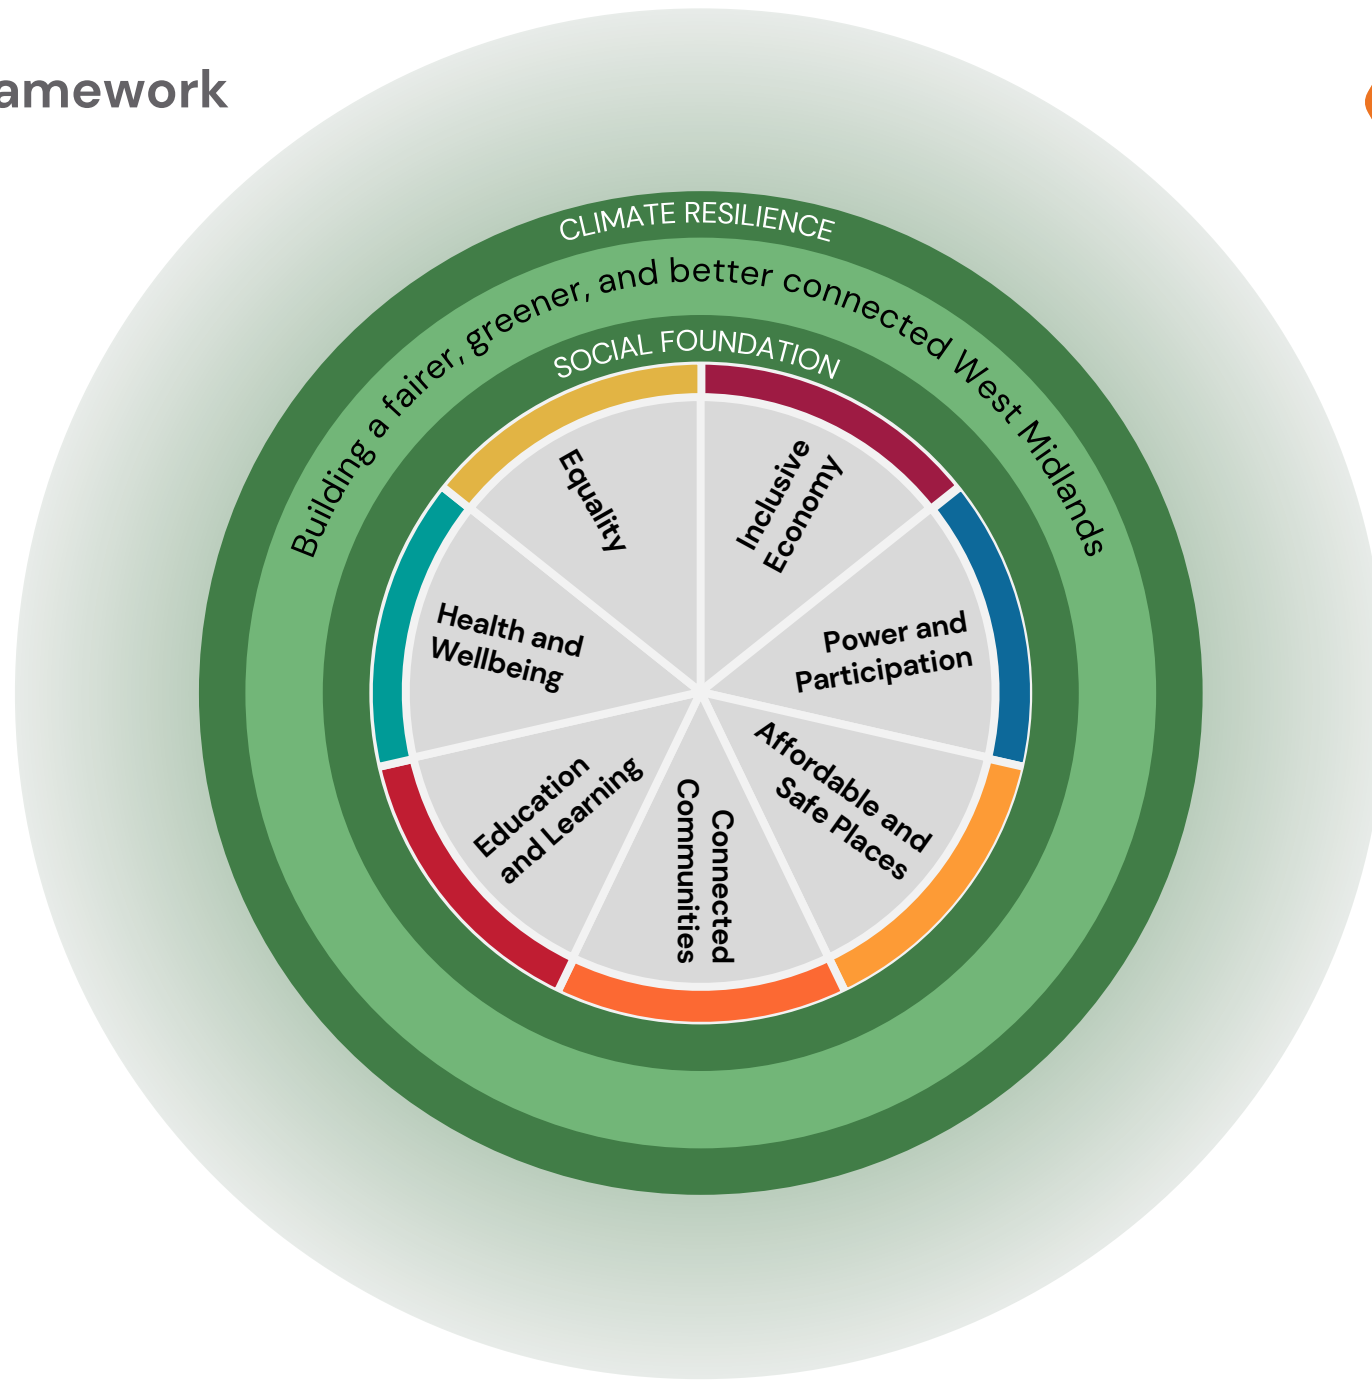 amework
CLIMATE RESILIENCE
Building a fairer, greener, and better connected West Midlands
SOCIAL FOUNDATION
Equality
Inclusive
Economy
Power and
Participation
Affordable and
Safe Places
Connected
Communities
Education
and Learning
Health and
Wellbeing